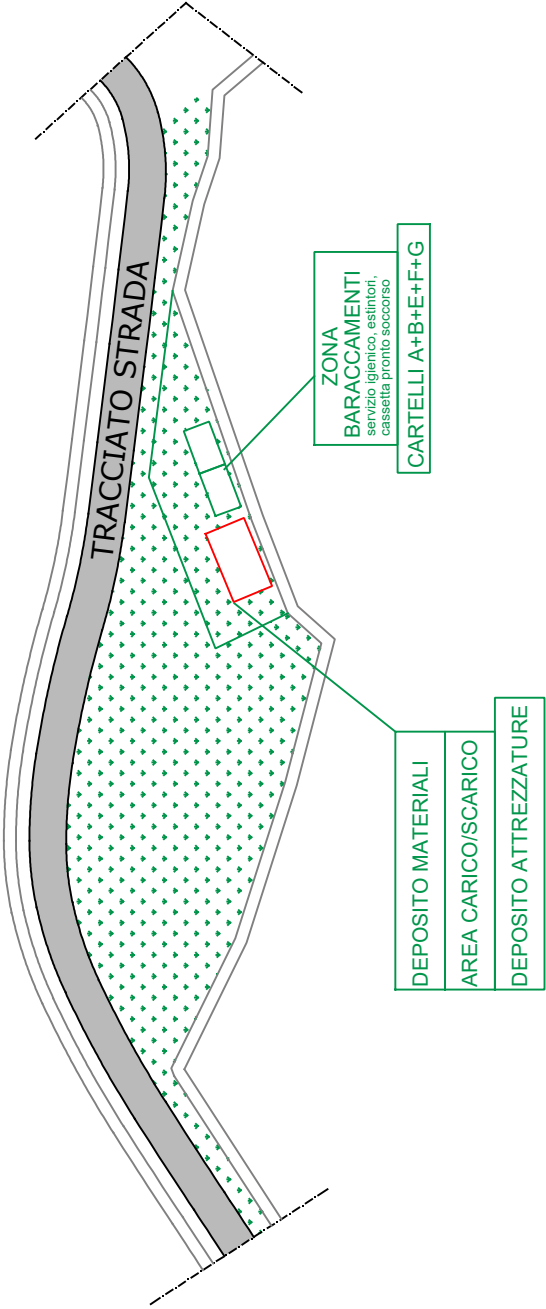 TRACCIATO STRADA
ZONA
BARACCAMENTI
servizio igienico, estintori,
cassetta pronto soccorso
CARTELLI A+B+E+F+G
DEPOSITO MATERIALI
AREA CARICO/SCARICO
DEPOSITO ATTREZZATURE